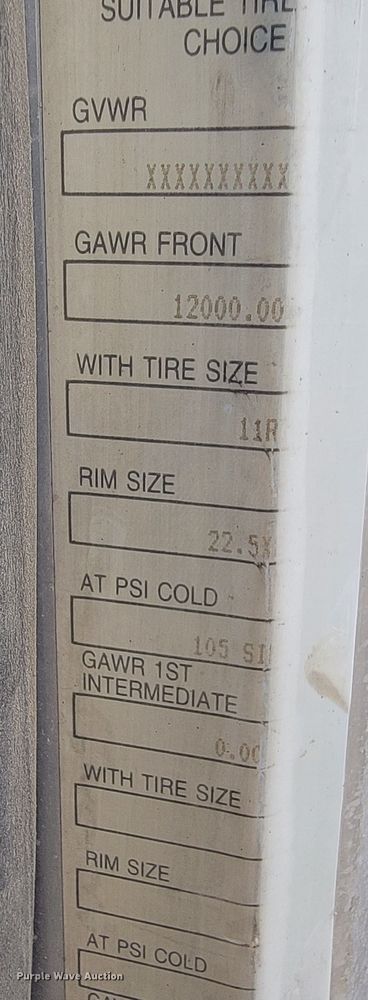 SUITABLE TIRE
CHOICE
GVWR
XXXXXXXXXX
GAWR FRONT
12000.00
WITH TIRE SIZE
11R
RIM SIZE
22.5X
AT PSI COLD
105 SI
GAWR 1ST
INTERMEDIATE
0.00
WITH TIRE SIZE
RIM SIZE
AT PSI COLD
Purple Wave Auction